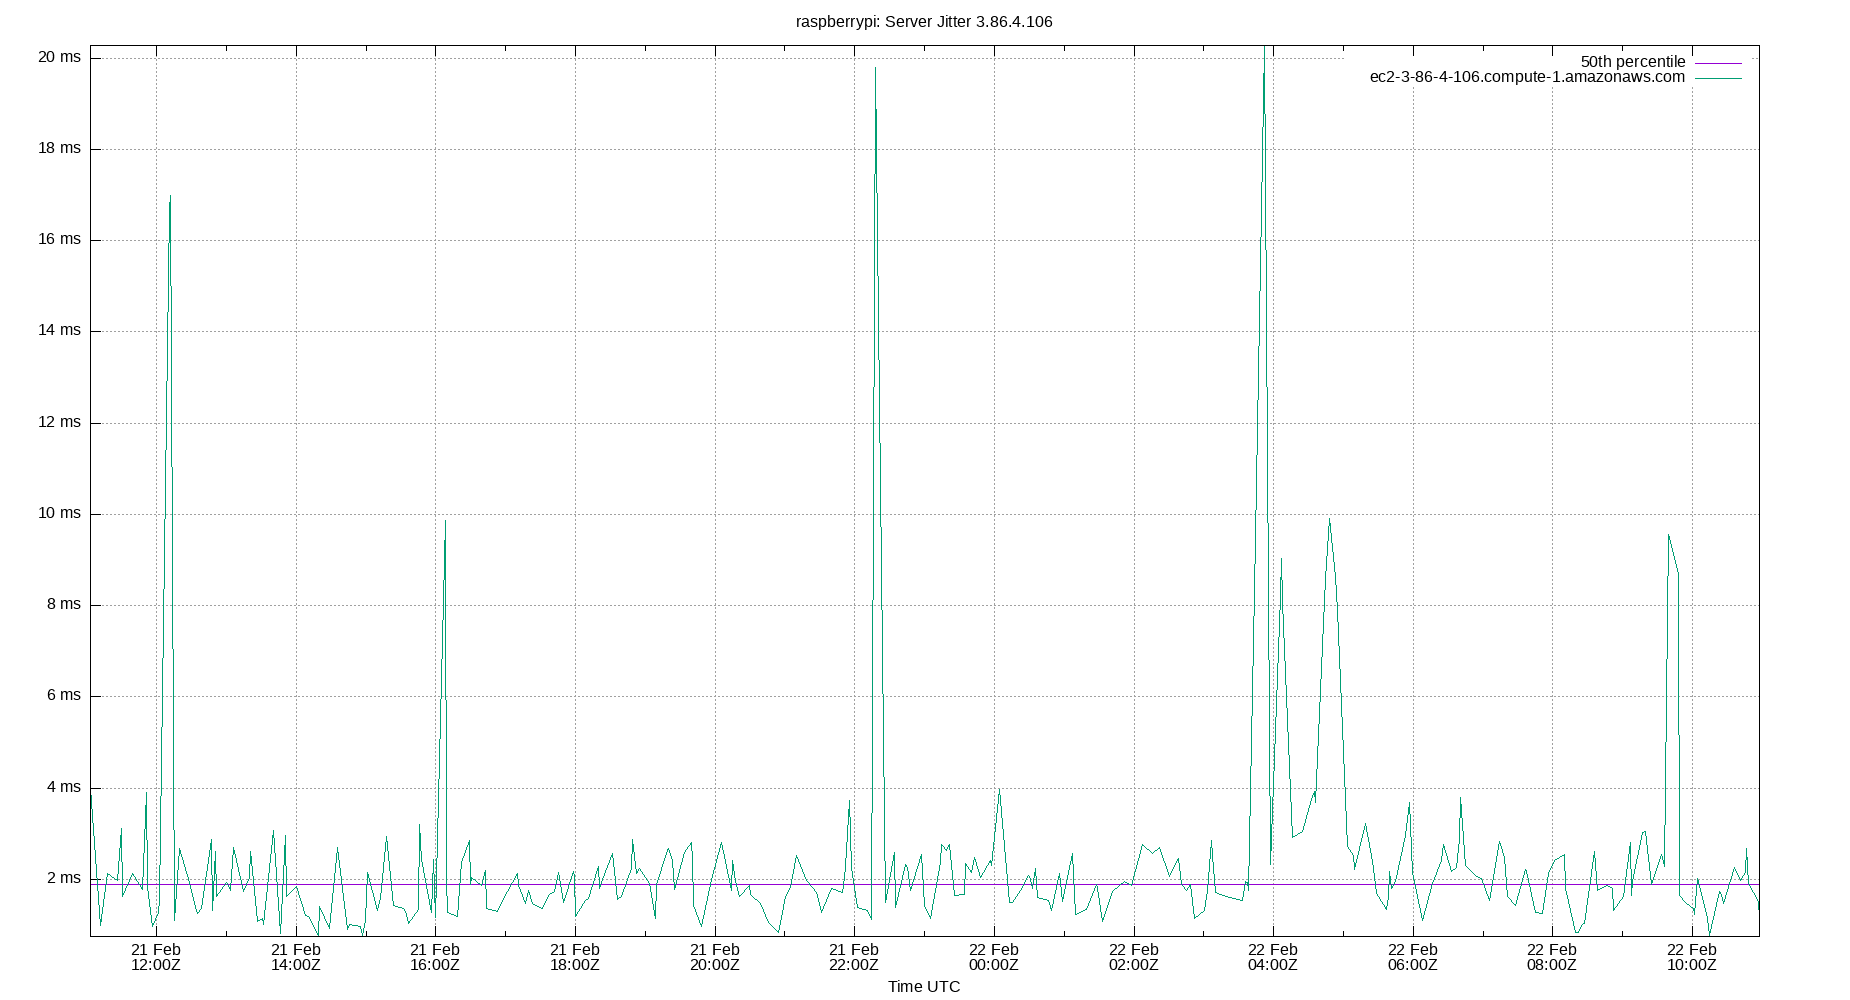 raspberrypi: Server Jitter 3.86.4.106
20 ms
18 ms
16 ms
14 ms
12 ms
10 ms
8 ms
6 ms
4 ms
2 ms
50th percentile
ec2-3-86-4-106.compute-1.amazonaws.com
21 Feb 21 Feb 21 Feb 21 Feb 21 Feb 21 Feb 22 Feb 22 Feb 22 Feb 22 Feb 22 Feb 22 Feb
12:00Z 14:00Z 16:00Z 18:00Z 20:00Z 22:00Z 00:00Z 02:00Z 04:00Z 06:00Z 08:00Z 10:00Z
Time UTC